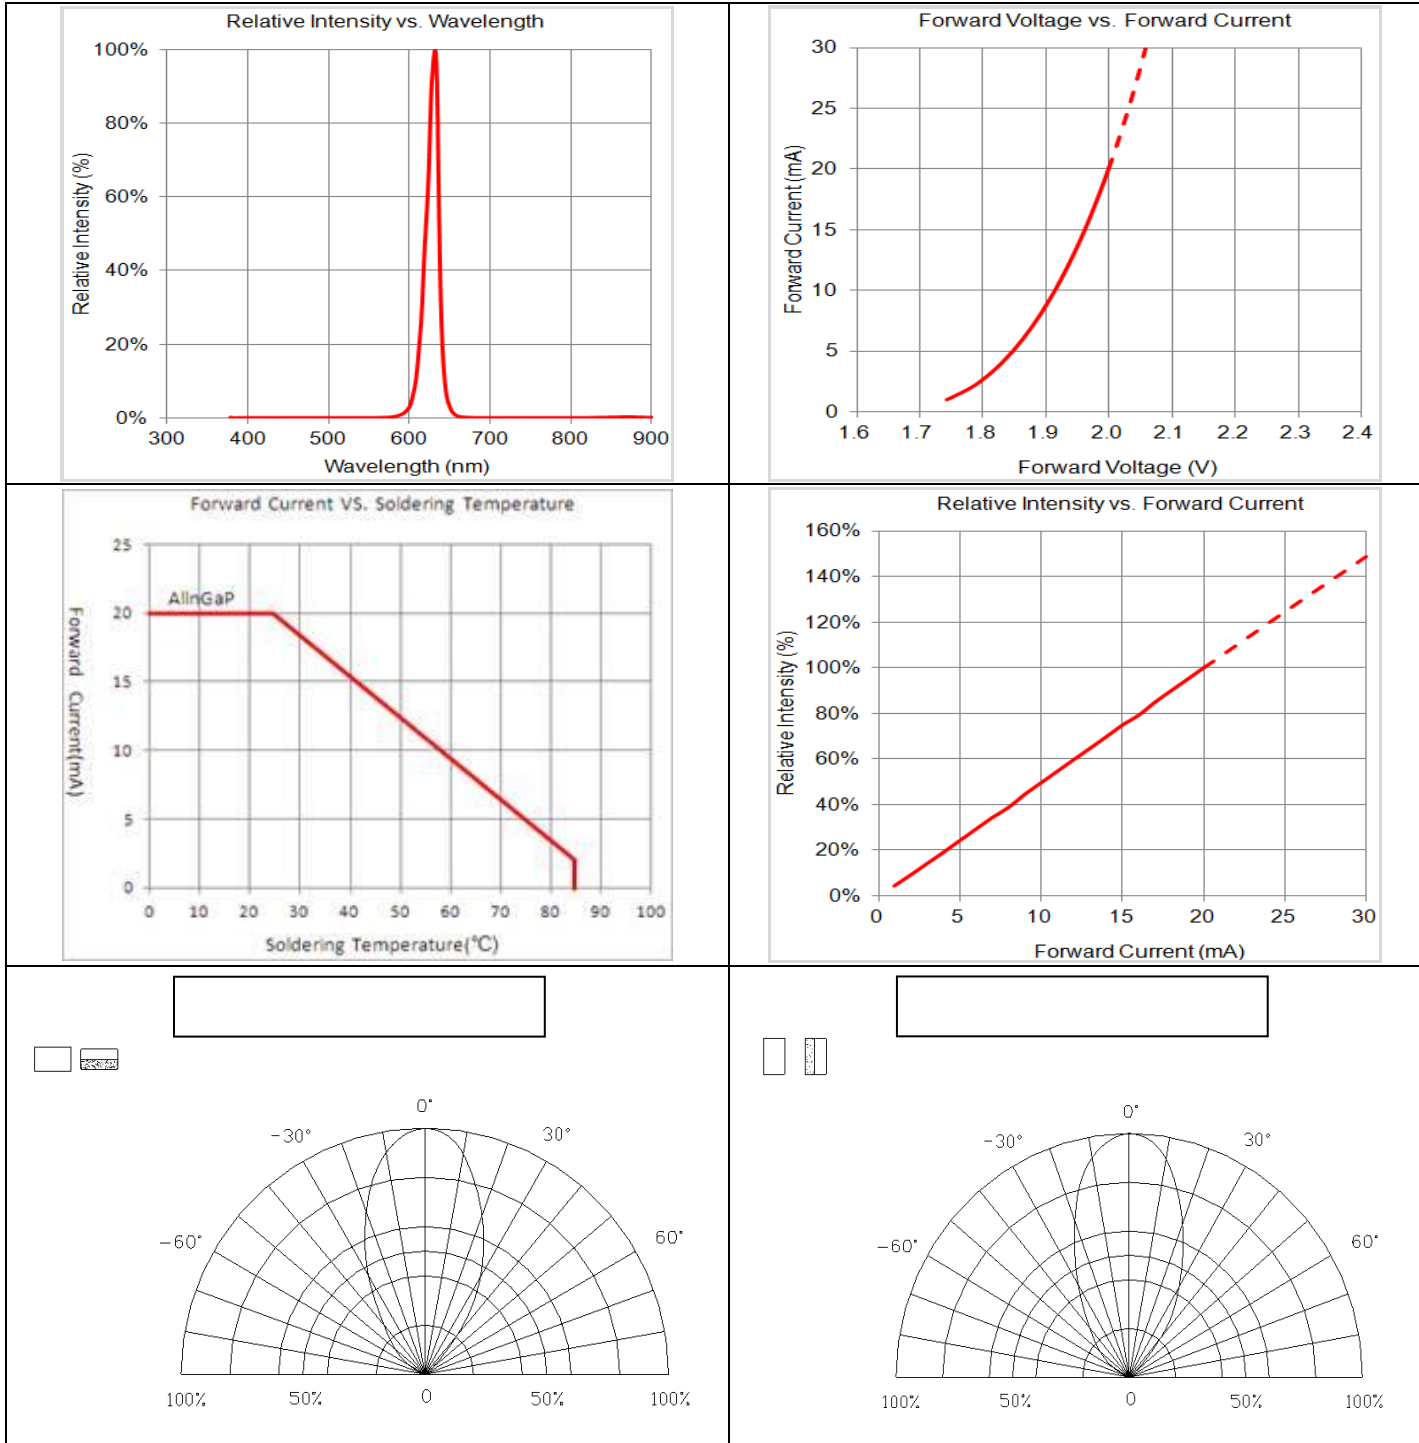 Relative Intensity vs. Wavelength
100%
80%
60%
40%
20%
0%
Relative Intensity (%)
300 400 500 600 700 800 900
Wavelength (nm)
Forward Voltage vs. Forward Current
30
25
20
15
10
5
0
Forward Current (mA)
1.6 1.7 1.8 1.9 2.0 2.1 2.2 2.3 2.4
Forward Voltage (V)
Forward Current VS. Soldering Temperature
25
20
15
10
5
0
AlInGaP
Forward Current(mA)
0 10 20 30 40 50 60 70 80 90 100
Soldering Temperature(℃)
Relative Intensity vs. Forward Current
160%
140%
120%
100%
80%
60%
40%
20%
0%
Relative Intensity (%)
0 5 10 15 20 25 30
Forward Current (mA)
0°
-30° 30°
-60° 60°
100% 50% 0 50% 100%
0°
-30° 30°
-60° 60°
100% 50% 0 50% 100%